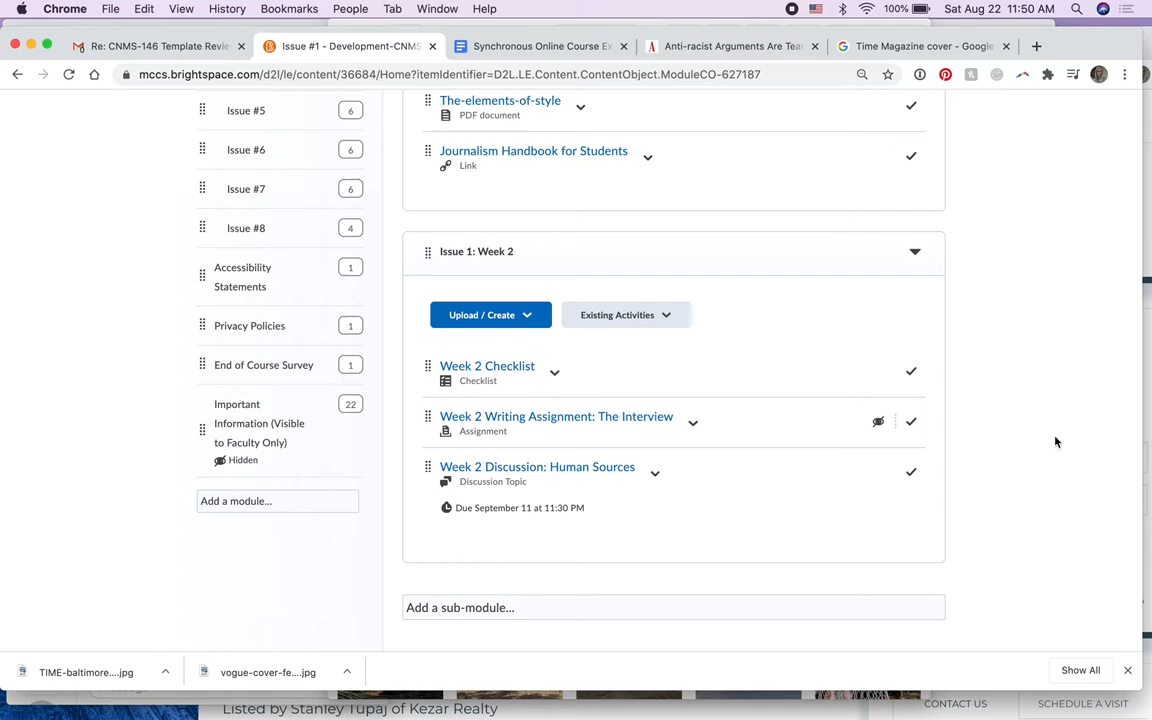 Chrome File Edit View History Bookmarks People Tab Window Help 100% Sat Aug 22 11:50 AM
Re: CNMS-146 Template Revie Issue #1 - Development-CNMS Synchronous Online Course Ex Anti-racist Arguments Are Tear Time Magazine cover - Google
mccs.brightspace.com/d2l/le/content/36684/Home?itemIdentifier=D2L.LE.Content.ContentObject.ModuleCO-627187
Issue #5 6
Issue #6 6
Issue #7 6
Issue #8 4
Accessibility
Statements 1
Privacy Policies 1
End of Course Survey 1
Important
Information (Visible
to Faculty Only) 22
Hidden
Add a module...
The-elements-of-style
PDF document
Journalism Handbook for Students
Link
Issue 1: Week 2
Upload / Create Existing Activities
Week 2 Checklist
Checklist
Week 2 Writing Assignment: The Interview
Assignment
Week 2 Discussion: Human Sources
Discussion Topic
Due September 11 at 11:30 PM
Add a sub-module...
TIME-baltimore....jpg vogue-cover-fe....jpg Show All
Listed by Stanley Tupaj of Kezar Realty CONTACT US SCHEDULE A VISIT